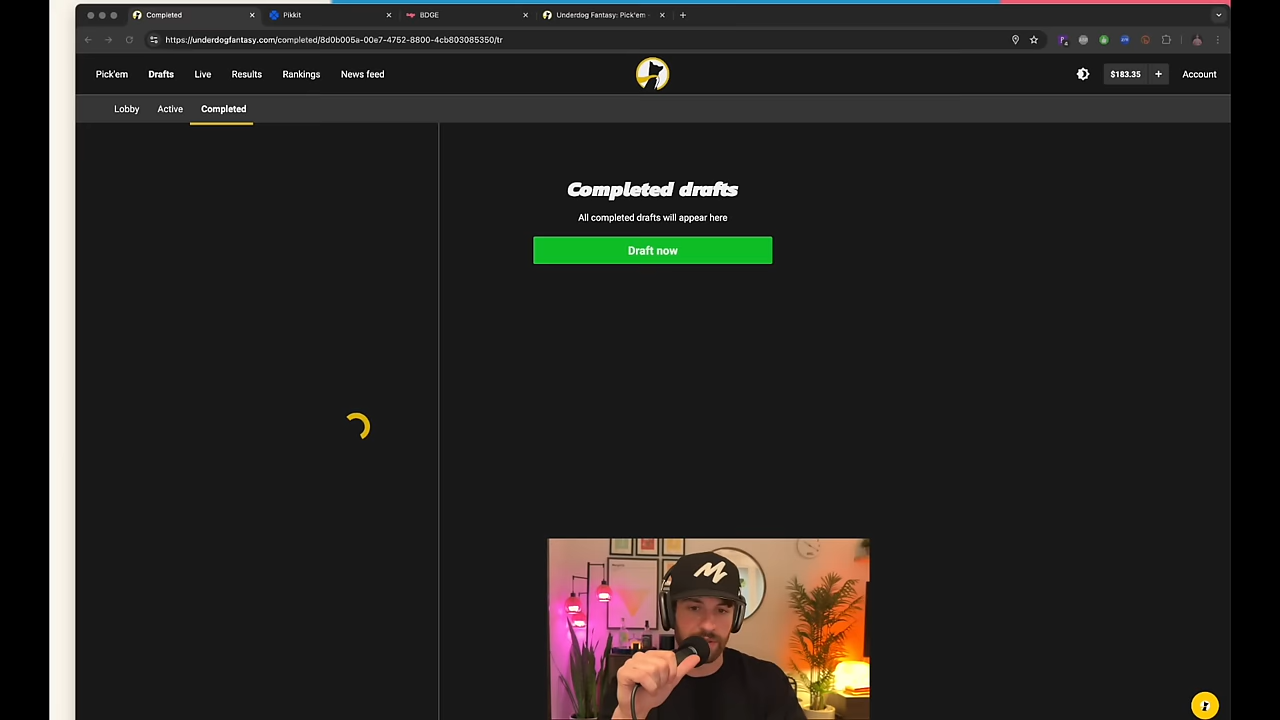 Completed
Pikkit
BDGE
Underdog Fantasy: Pick'em -
https://underdogfantasy.com/completed/8d0b005a-00e7-4752-8800-4cb803085350/tr
Pick'em
Drafts
Live
Results
Rankings
News feed
$183.35
Account
Lobby
Active
Completed
Completed drafts
All completed drafts will appear here
Draft now